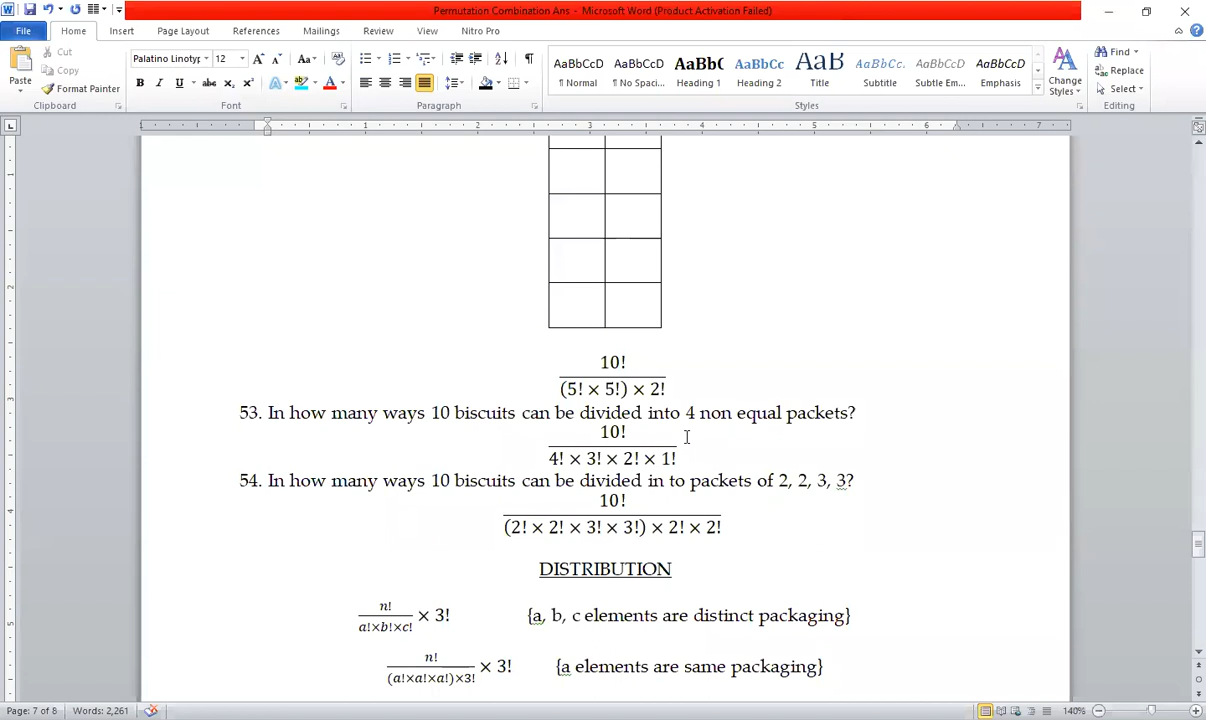 Permutation Combination Ans - Microsoft Word (Product Activation Failed)
File Home Insert Page Layout References Mailings Review View Nitro Pro
Paste
Cut
Copy
Format Painter
Clipboard
Palatino Linotyp 12
Font
Paragraph
AaBbCcD AaBbCcD AaBb( AaBbCc AaB AaBbCc. AaBbCcD AaBbCcD
¶ Normal ¶ No Spaci... Heading 1 Heading 2 Title Subtitle Subtle Em... Emphasis
Change Styles
Styles
Find
Replace
Select
Editing
10!
(5! × 5!) × 2!
53. In how many ways 10 biscuits can be divided into 4 non equal packets?
10!
4! × 3! × 2! × 1!
54. In how many ways 10 biscuits can be divided in to packets of 2, 2, 3, 3?
10!
(2! × 2! × 3! × 3!) × 2! × 2!
DISTRIBUTION
n!
a!×b!×c! × 3! {a, b, c elements are distinct packaging}
n!
(a!×a!×a!)×3! × 3! {a elements are same packaging}
Page: 7 of 8 Words: 2,261 140%